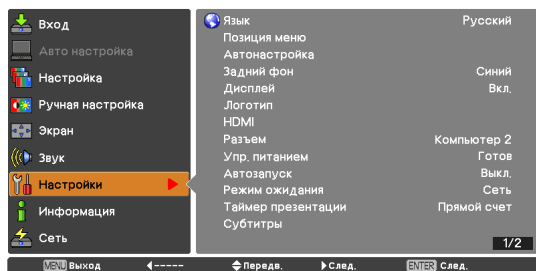 Вход
Авто настройка
Настройка
Ручная настройка
Экран
Звук
Настройки
Информация
Сеть
Язык Русский
Позиция меню
Автонастройка
Задний фон Синий
Дисплей Вкл.
Логотип
HDMI
Разъем Компьютер 2
Упр. питанием Готов
Автозапуск Выкл.
Режим ожидания Сеть
Таймер презентации Прямой счет
Субтитры
1/2
MENU Выход ----- Передв. След. ENTER След.